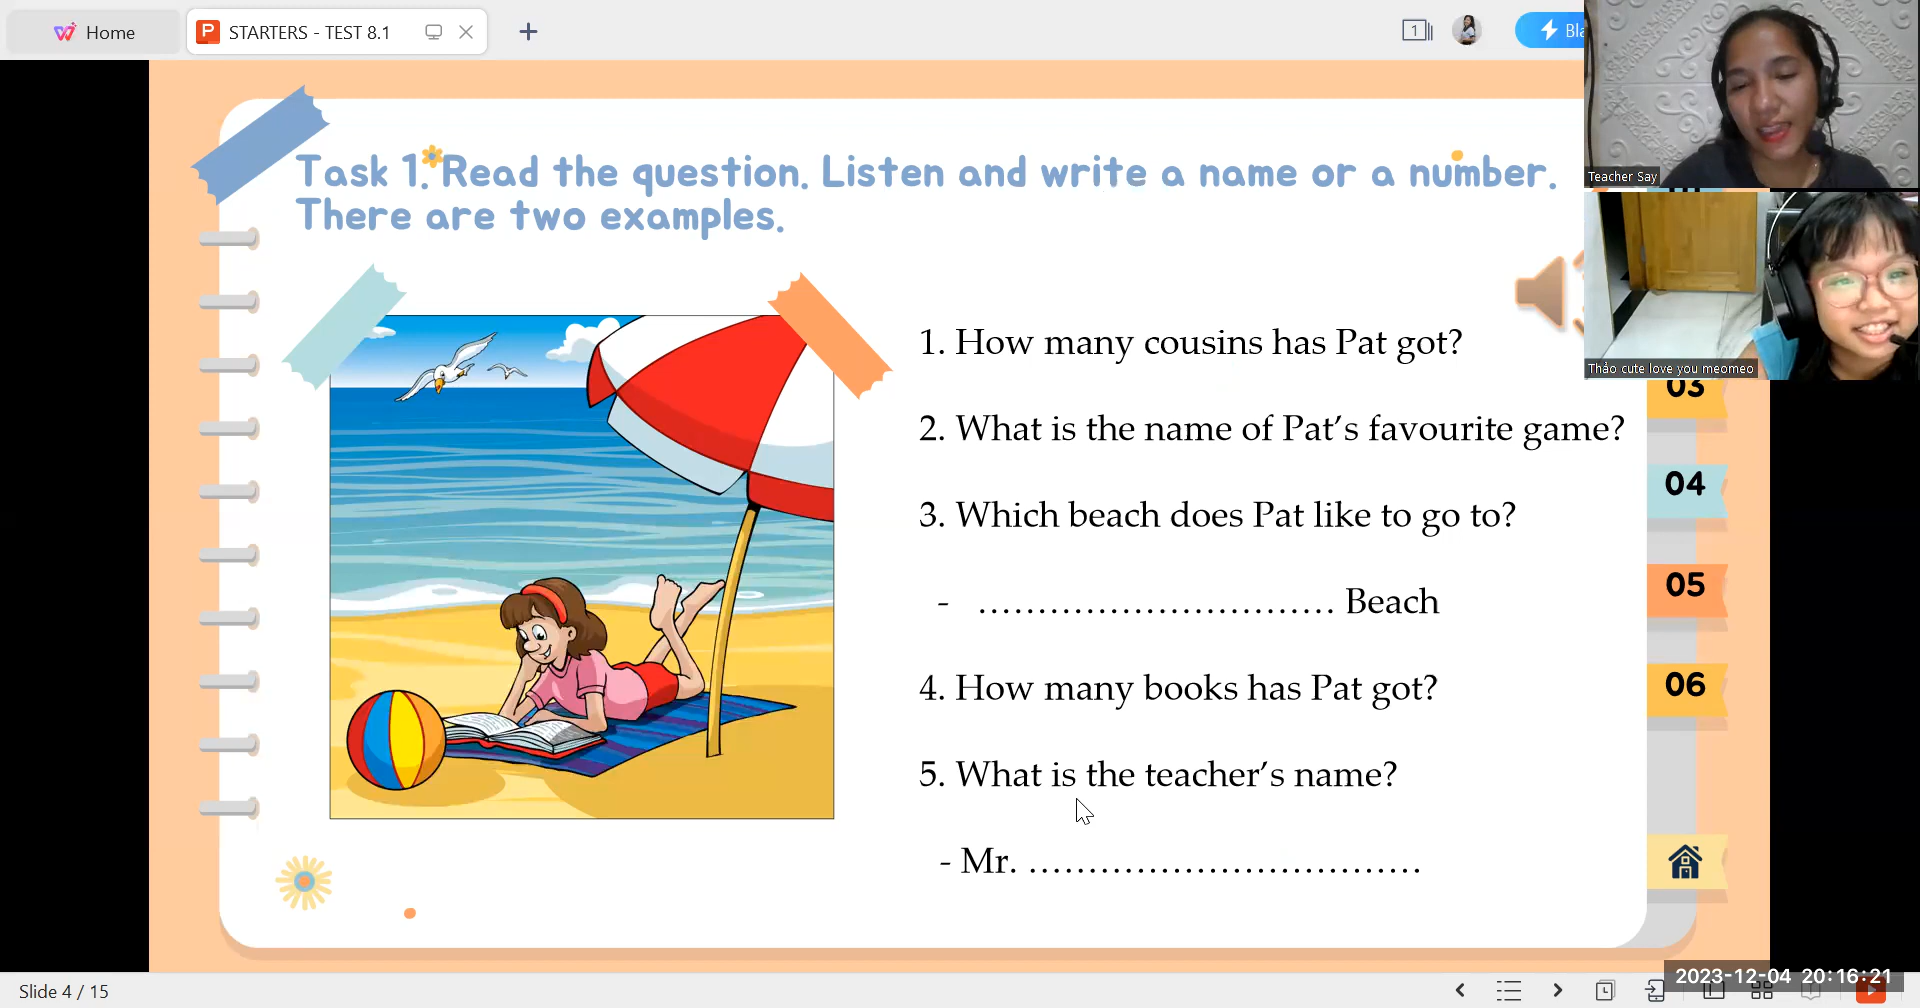 Home
STARTERS - TEST 8.1
1
Task 1. Read the question. Listen and write a name or a number.
There are two examples.
1. How many cousins has Pat got?
2. What is the name of Pat's favourite game?
3. Which beach does Pat like to go to?
- .............................. Beach
4. How many books has Pat got?
5. What is the teacher's name?
- Mr. .................................
Teacher Say
Thảo cute love you meomeo
03
04
05
06
Slide 4 / 15
2023-12-04 20:16:21